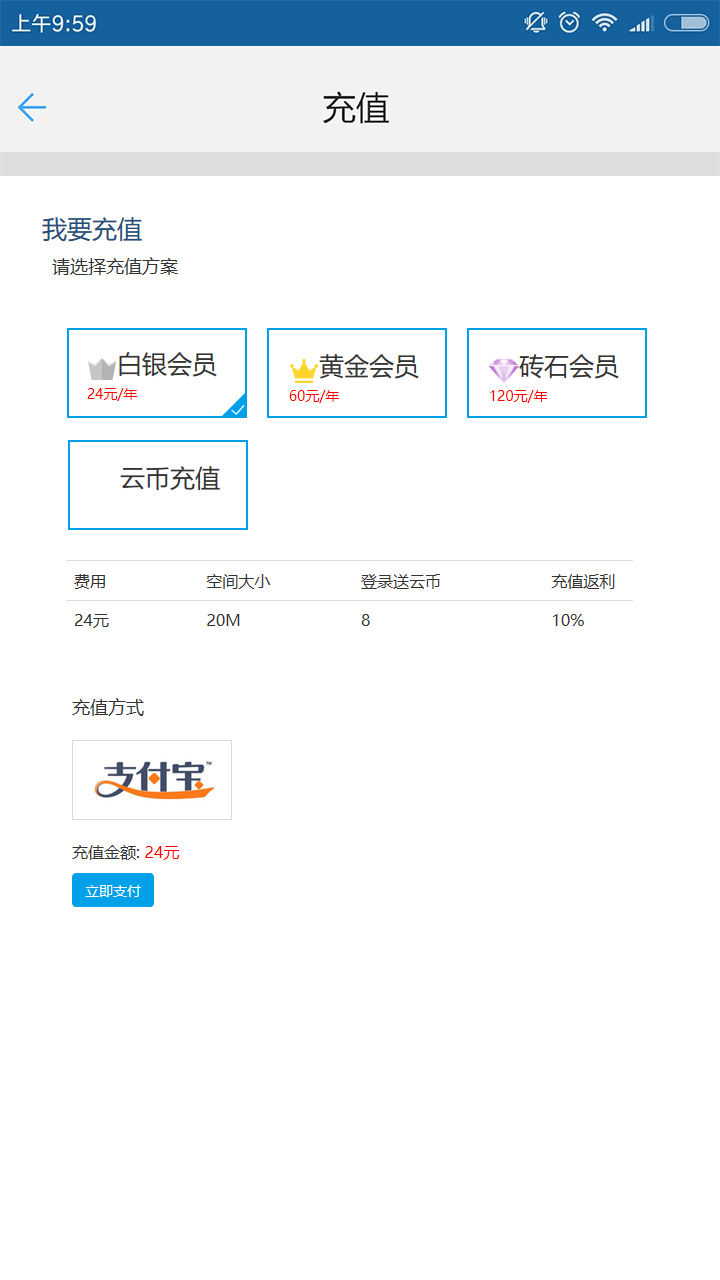 上午9:59
充值
我要充值
请选择充值方案
白银会员
24元/年
黄金会员
60元/年
砖石会员
120元/年
云币充值
费用 空间大小 登录送云币 充值返利
24元 20M 8 10%
充值方式
支付宝™
充值金额: 24元
立即支付